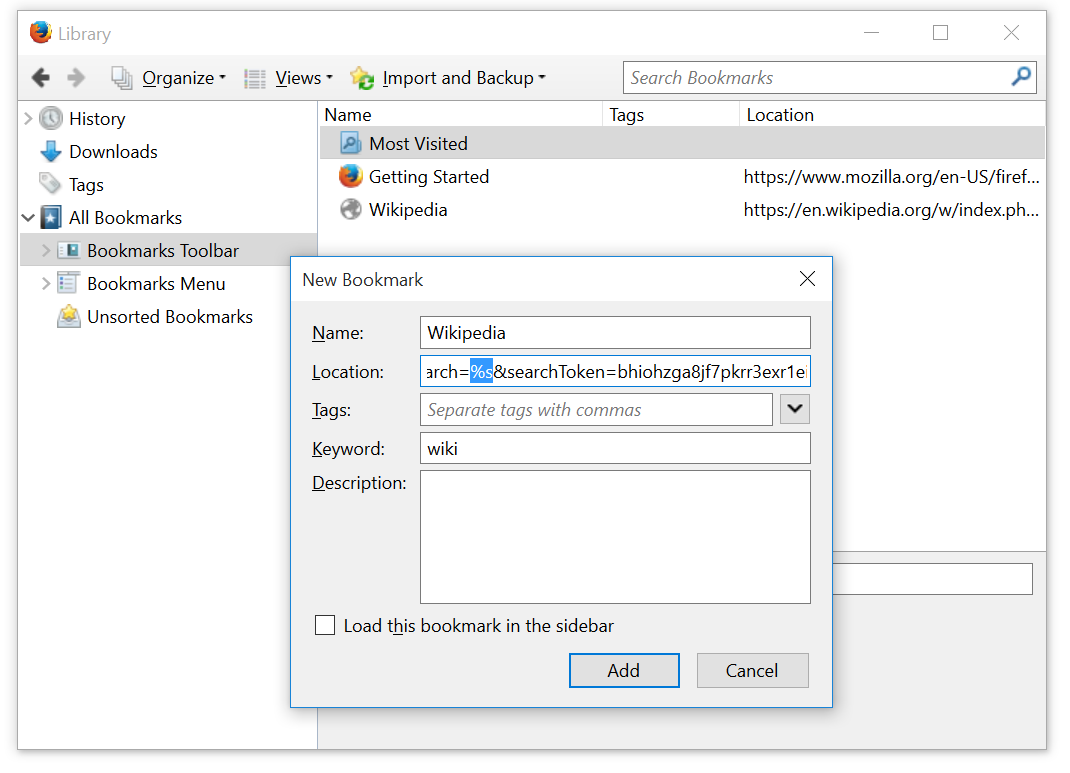 Library
Organize Views Import and Backup Search Bookmarks
History
Downloads
Tags
All Bookmarks
Bookmarks Toolbar
Bookmarks Menu
Unsorted Bookmarks
Name Tags Location
Most Visited
Getting Started https://www.mozilla.org/en-US/firef...
Wikipedia https://en.wikipedia.org/w/index.ph...
New Bookmark
Name: Wikipedia
Location: arch=%s&searchToken=bhiohzga8jf7pkrr3exr1ei
Tags: Separate tags with commas
Keyword: wiki
Description:
Load this bookmark in the sidebar
Add Cancel